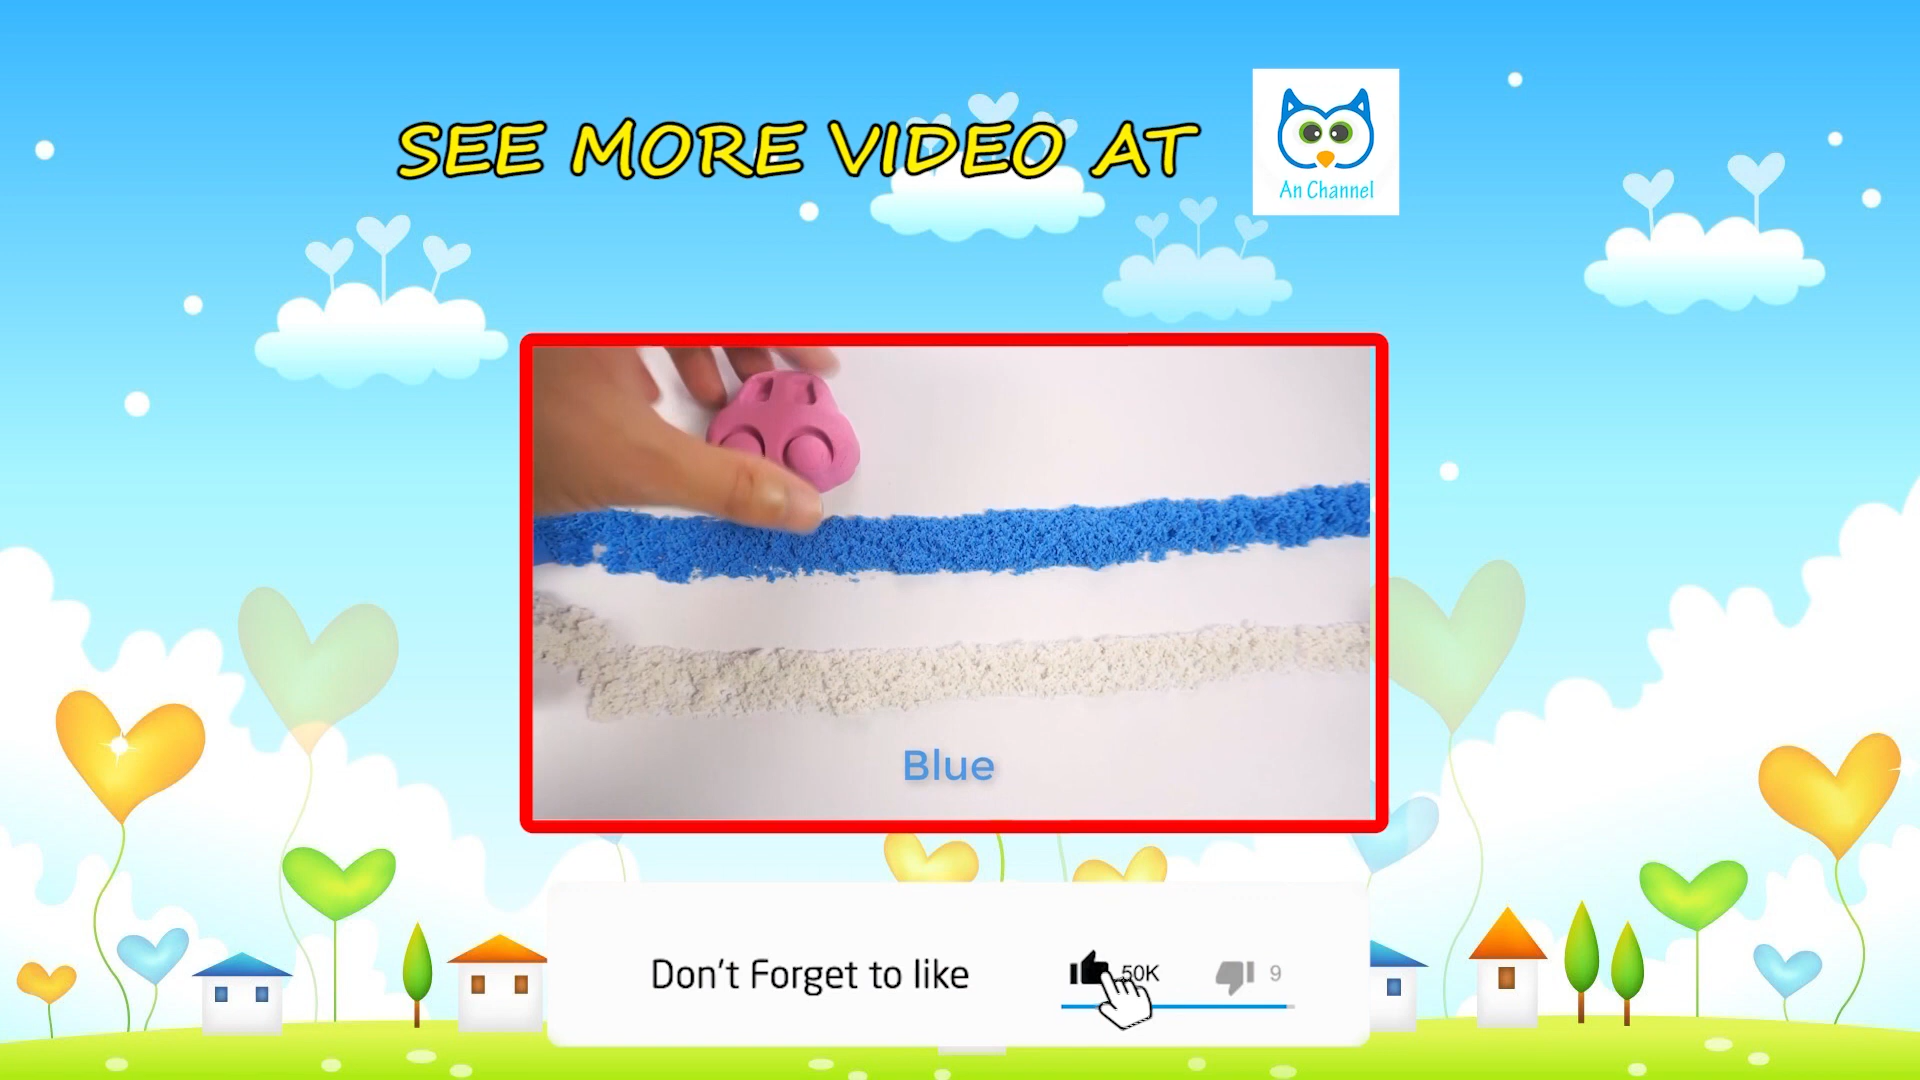 SEE MORE VIDEO AT
An Channel
Blue
Don't Forget to like
50K
9